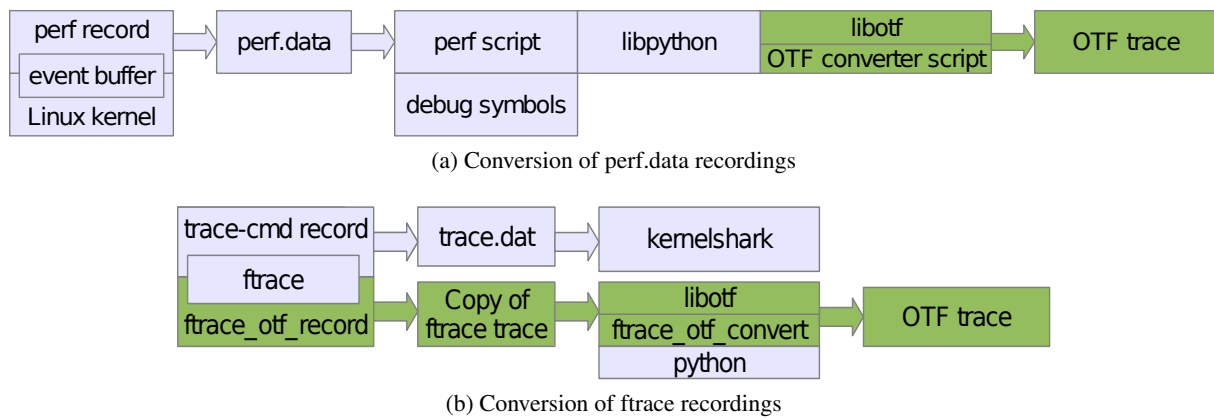 perf record
event buffer
Linux kernel
perf.data
perf script
debug symbols
libpython
libotf
OTF converter script
OTF trace
(a) Conversion of perf.data recordings
trace-cmd record
ftrace
ftrace_otf_record
trace.dat
kernelshark
Copy of
ftrace trace
libotf
ftrace_otf_convert
python
OTF trace
(b) Conversion of ftrace recordings